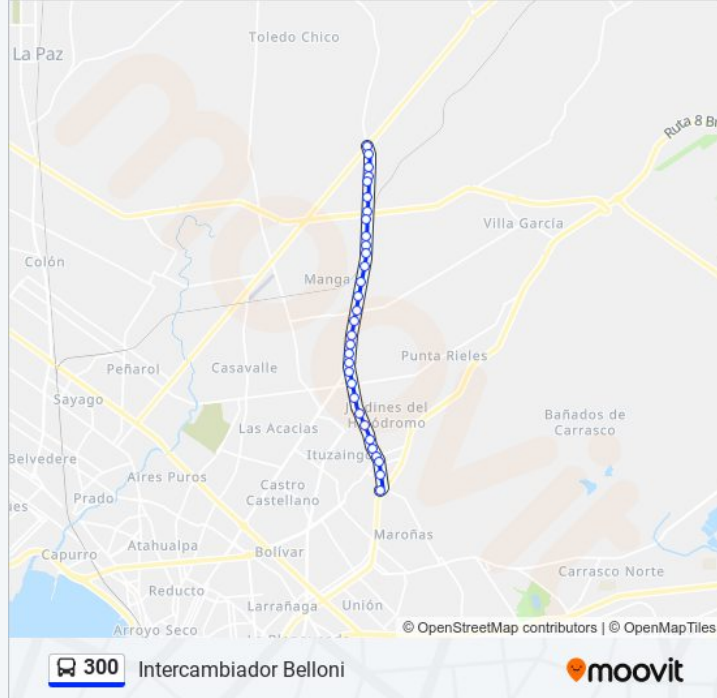 Toledo Chico
La Paz
Ruta 8 Br
Villa García
Colón
Manga
Punta Rieles
Peñarol
Casavalle
Sayago
Jardines del
Hipódromo
Bañados de
Carrasco
Las Acacias
Belvedere
Ituzaingó
Aires Puros
Castro
Castellano
Prado
ues
Maroñas
Atahualpa
Bolívar
Capurro
Carrasco Norte
Reducto
Larrañaga
Unión
Arroyo Seco
© OpenStreetMap contributors | © OpenMapTiles
moovit
300
Intercambiador Belloni
moovit